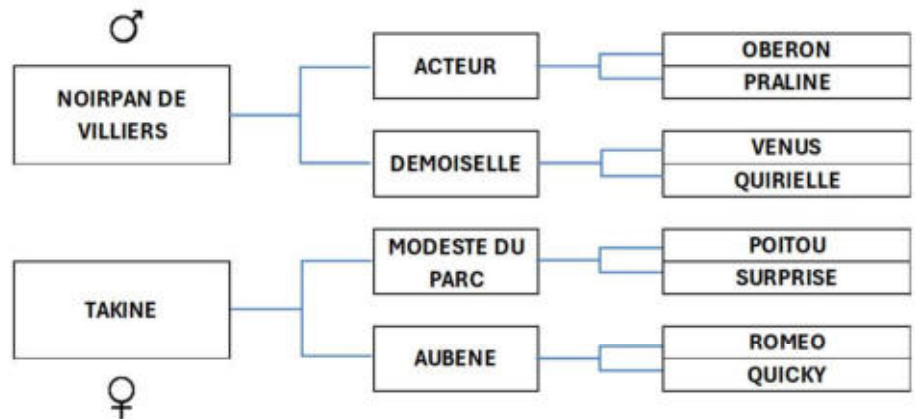 ♂
NOIRPAN DE
VILLIERS
ACTEUR
OBERON
PRALINE
DEMOISELLE
VENUS
QUIRIELLE
TAKINE
MODESTE DU
PARC
POITOU
SURPRISE
AUBENE
ROMEO
QUICKY
♀